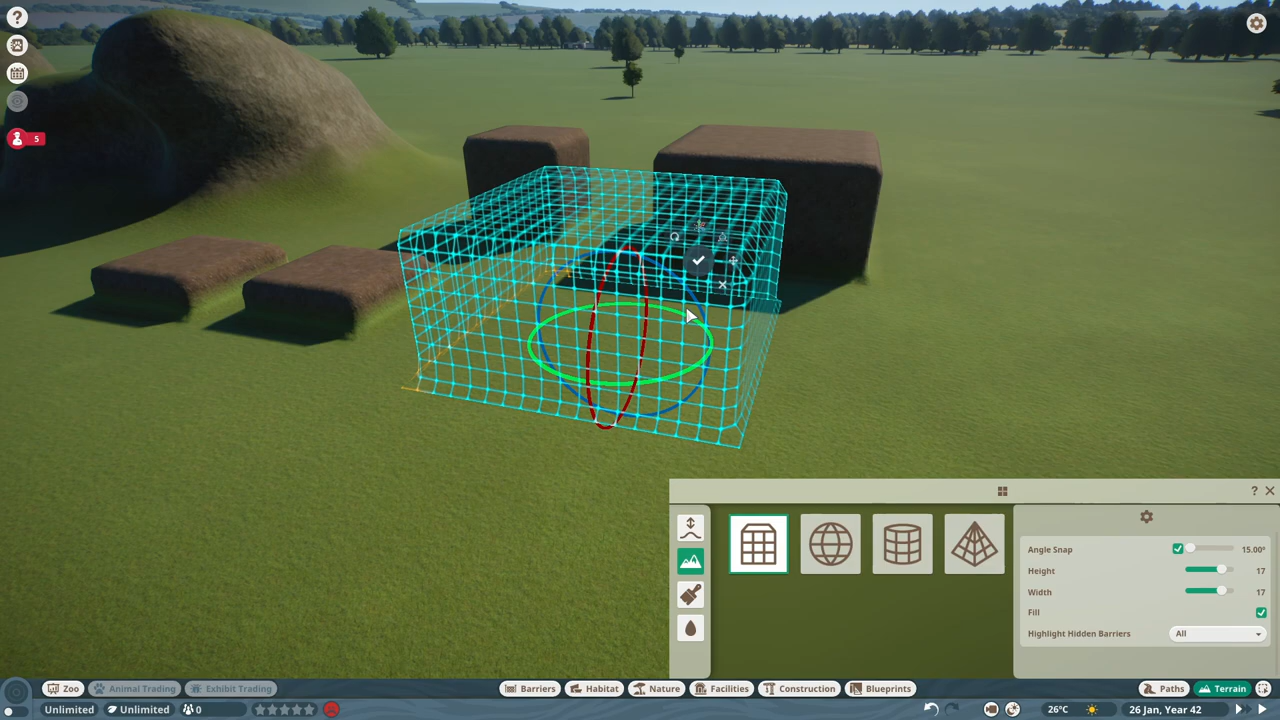 5
Angle Snap 15.00°
Height 17
Width 17
Fill
Highlight Hidden Barriers All
Zoo Animal Trading Exhibit Trading Barriers Habitat Nature Facilities Construction Blueprints Paths Terrain
Unlimited Unlimited 0 26°C 26 Jan, Year 42